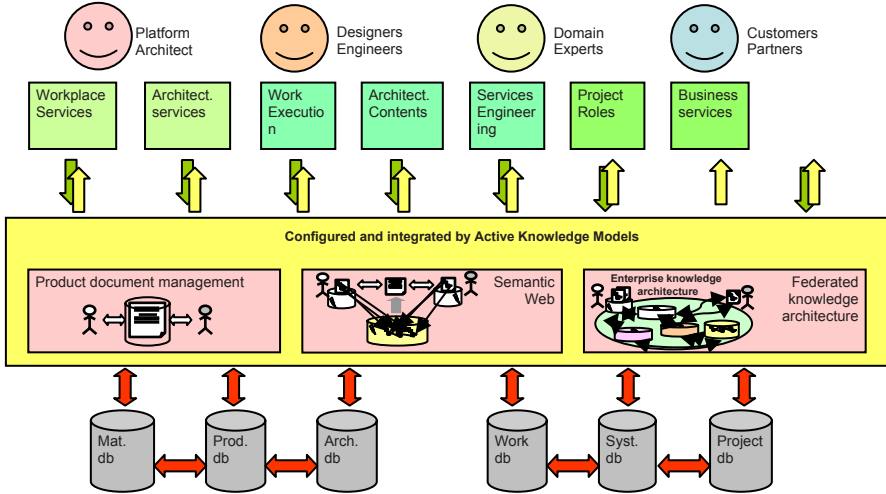 Platform
Architect
Designers
Engineers
Domain
Experts
Customers
Partners
Workplace
Services
Architect.
services
Work
Executio
n
Architect.
Contents
Services
Engineer
ing
Project
Roles
Business
services
Configured and integrated by Active Knowledge Models
Product document management
Semantic
Web
Enterprise knowledge
architecture
Federated
knowledge
architecture
Mat.
db
Prod.
db
Arch.
db
Work
db
Syst.
db
Project
db